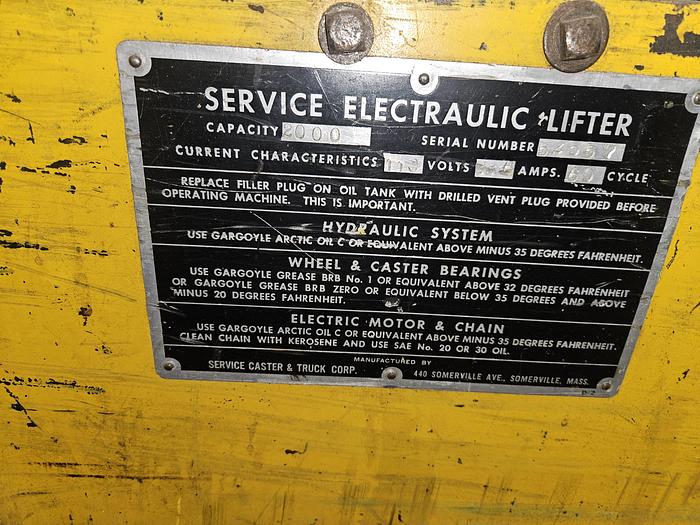 SERVICE ELECTRAULIC LIFTER
CAPACITY 2000
SERIAL NUMBER
CURRENT CHARACTERISTICS VOLTS AMPS. 60 CYCLE
REPLACE FILLER PLUG ON OIL TANK WITH DRILLED VENT PLUG PROVIDED BEFORE
OPERATING MACHINE. THIS IS IMPORTANT.
HYDRAULIC SYSTEM
USE GARGOYLE ARCTIC OIL C OR EQUIVALENT ABOVE MINUS 35 DEGREES FAHRENHEIT.
WHEEL & CASTER BEARINGS
USE GARGOYLE GREASE BRB No. 1 OR EQUIVALENT ABOVE 32 DEGREES FAHRENHEIT
OR GARGOYLE GREASE BRB ZERO OR EQUIVALENT BELOW 35 DEGREES AND ABOVE
MINUS 20 DEGREES FAHRENHEIT.
ELECTRIC MOTOR & CHAIN
USE GARGOYLE ARCTIC OIL C OR EQUIVALENT ABOVE MINUS 35 DEGREES FAHRENHEIT.
CLEAN CHAIN WITH KEROSENE AND USE SAE No. 20 OR 30 OIL.
MANUFACTURED BY
SERVICE CASTER & TRUCK CORP. 440 SOMERVILLE AVE., SOMERVILLE, MASS.